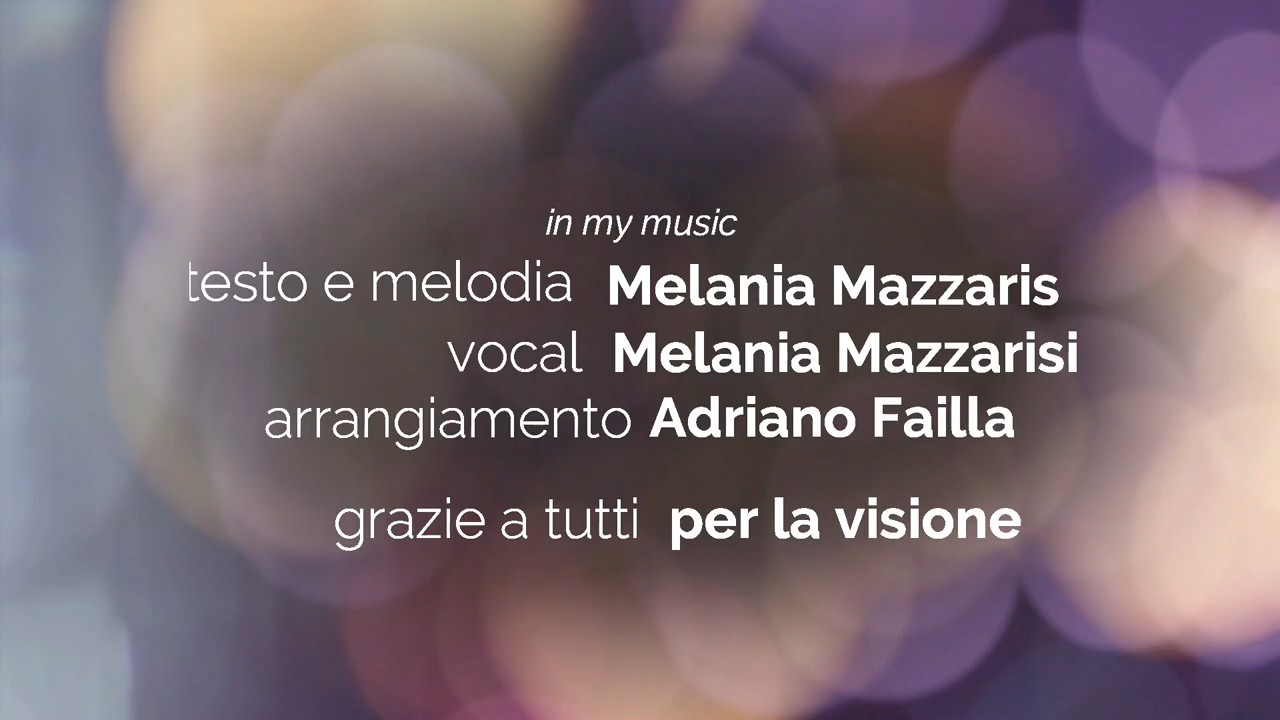 in my music
testo e melodia Melania Mazzaris
vocal Melania Mazzarisi
arrangiamento Adriano Failla
grazie a tutti per la visione